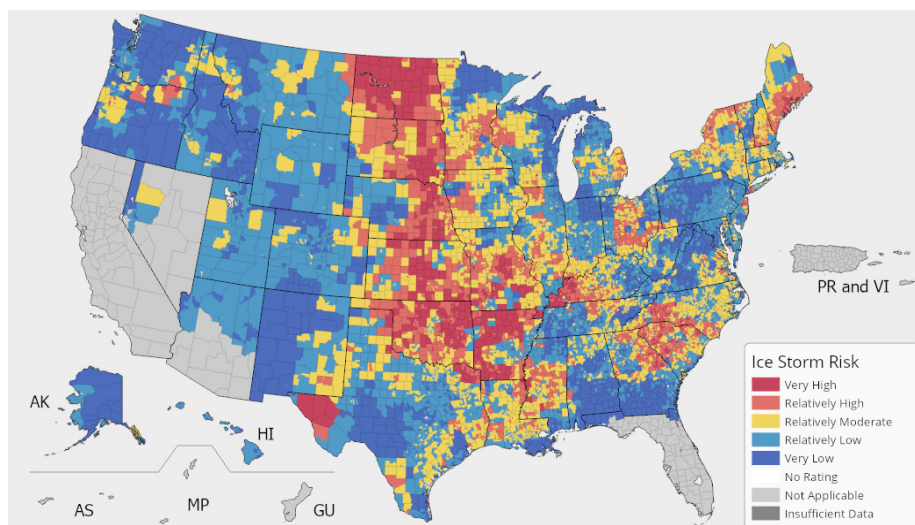 AK
HI
AS
MP
GU
PR and VI
Ice Storm Risk
Very High
Relatively High
Relatively Moderate
Relatively Low
Very Low
No Rating
Not Applicable
Insufficient Data